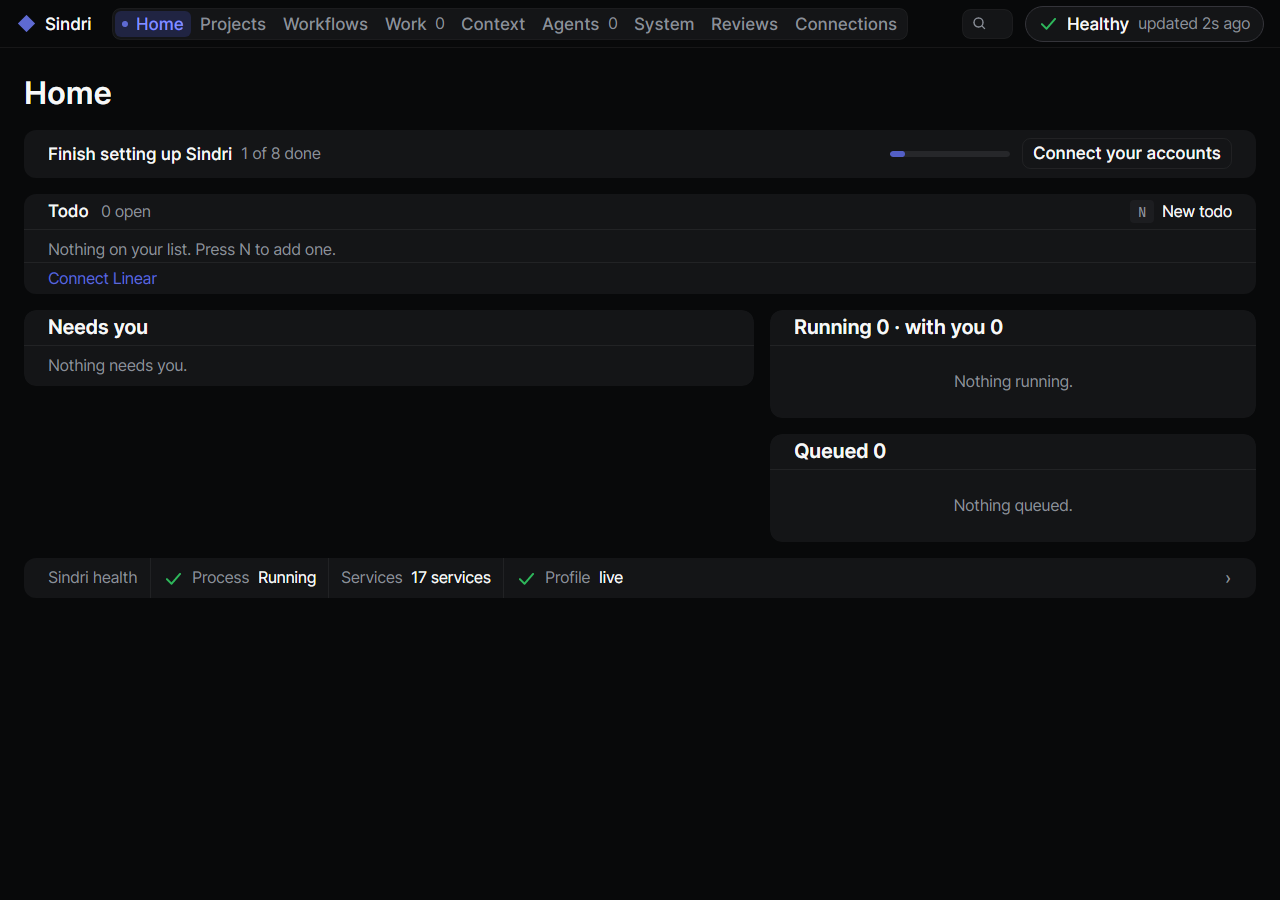 Sindri Home Projects Workflows Work 0 Context Agents 0 System Reviews Connections Healthy updated 2s ago
Home
Finish setting up Sindri 1 of 8 done Connect your accounts
Todo 0 open N New todo
Nothing on your list. Press N to add one.
Connect Linear
Needs you
Nothing needs you.
Running 0 · with you 0
Nothing running.
Queued 0
Nothing queued.
Sindri health Process Running Services 17 services Profile live ›